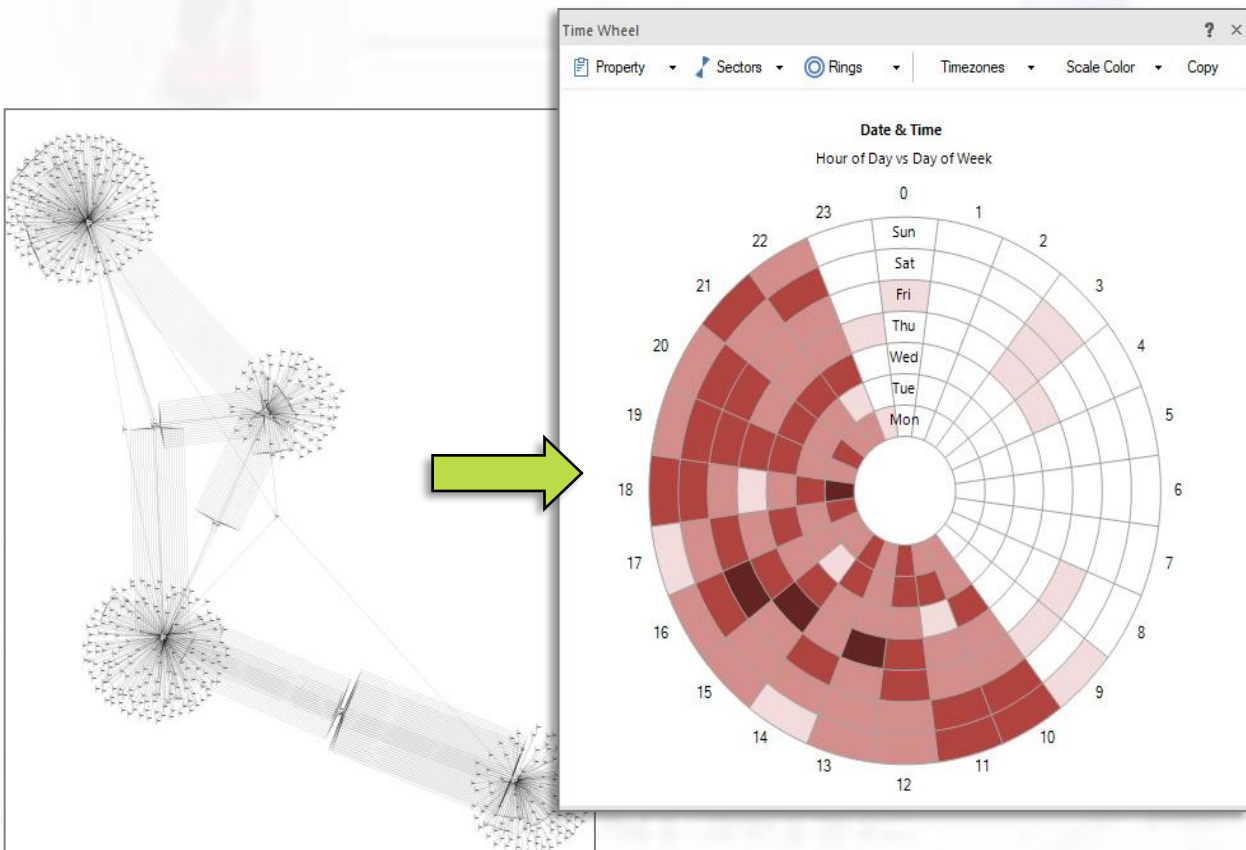 Time Wheel ? ×
Property Sectors Rings Timezones Scale Color Copy
Date & Time
Hour of Day vs Day of Week
0
23 1
22 2
21 3
20 4
19 5
18 6
17 7
16 8
15 9
14 10
13 11
12
Sun
Sat
Fri
Thu
Wed
Tue
Mon